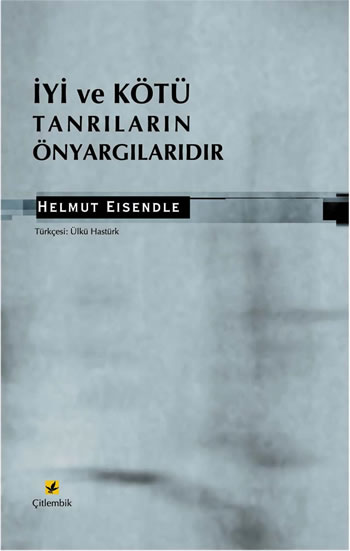 İYİ ve KÖTÜ
TANRILARIN
ÖNYARGILARIDIR
HELMUT EISENDLE
Türkçesi: Ülkü Hastürk
Çitlembik